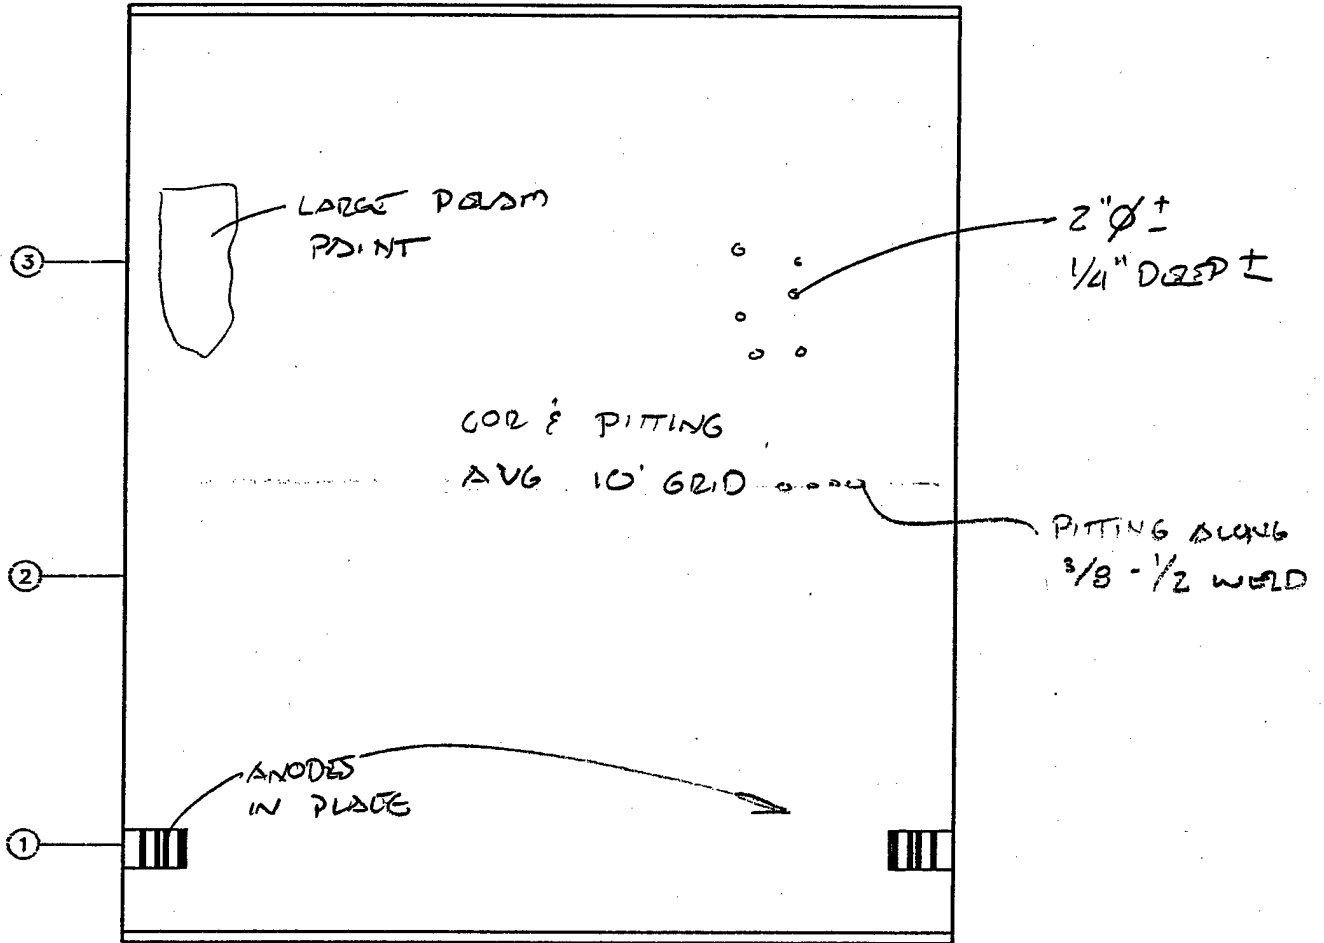 LARGE
PAINT
2"Ø ±
1/4" DEEP ±
③
COR & PITTING
AVG 10' GRID
PITTING ALONG
3/8 - 1/2 WELD
②
ANODES
IN PLACE
①